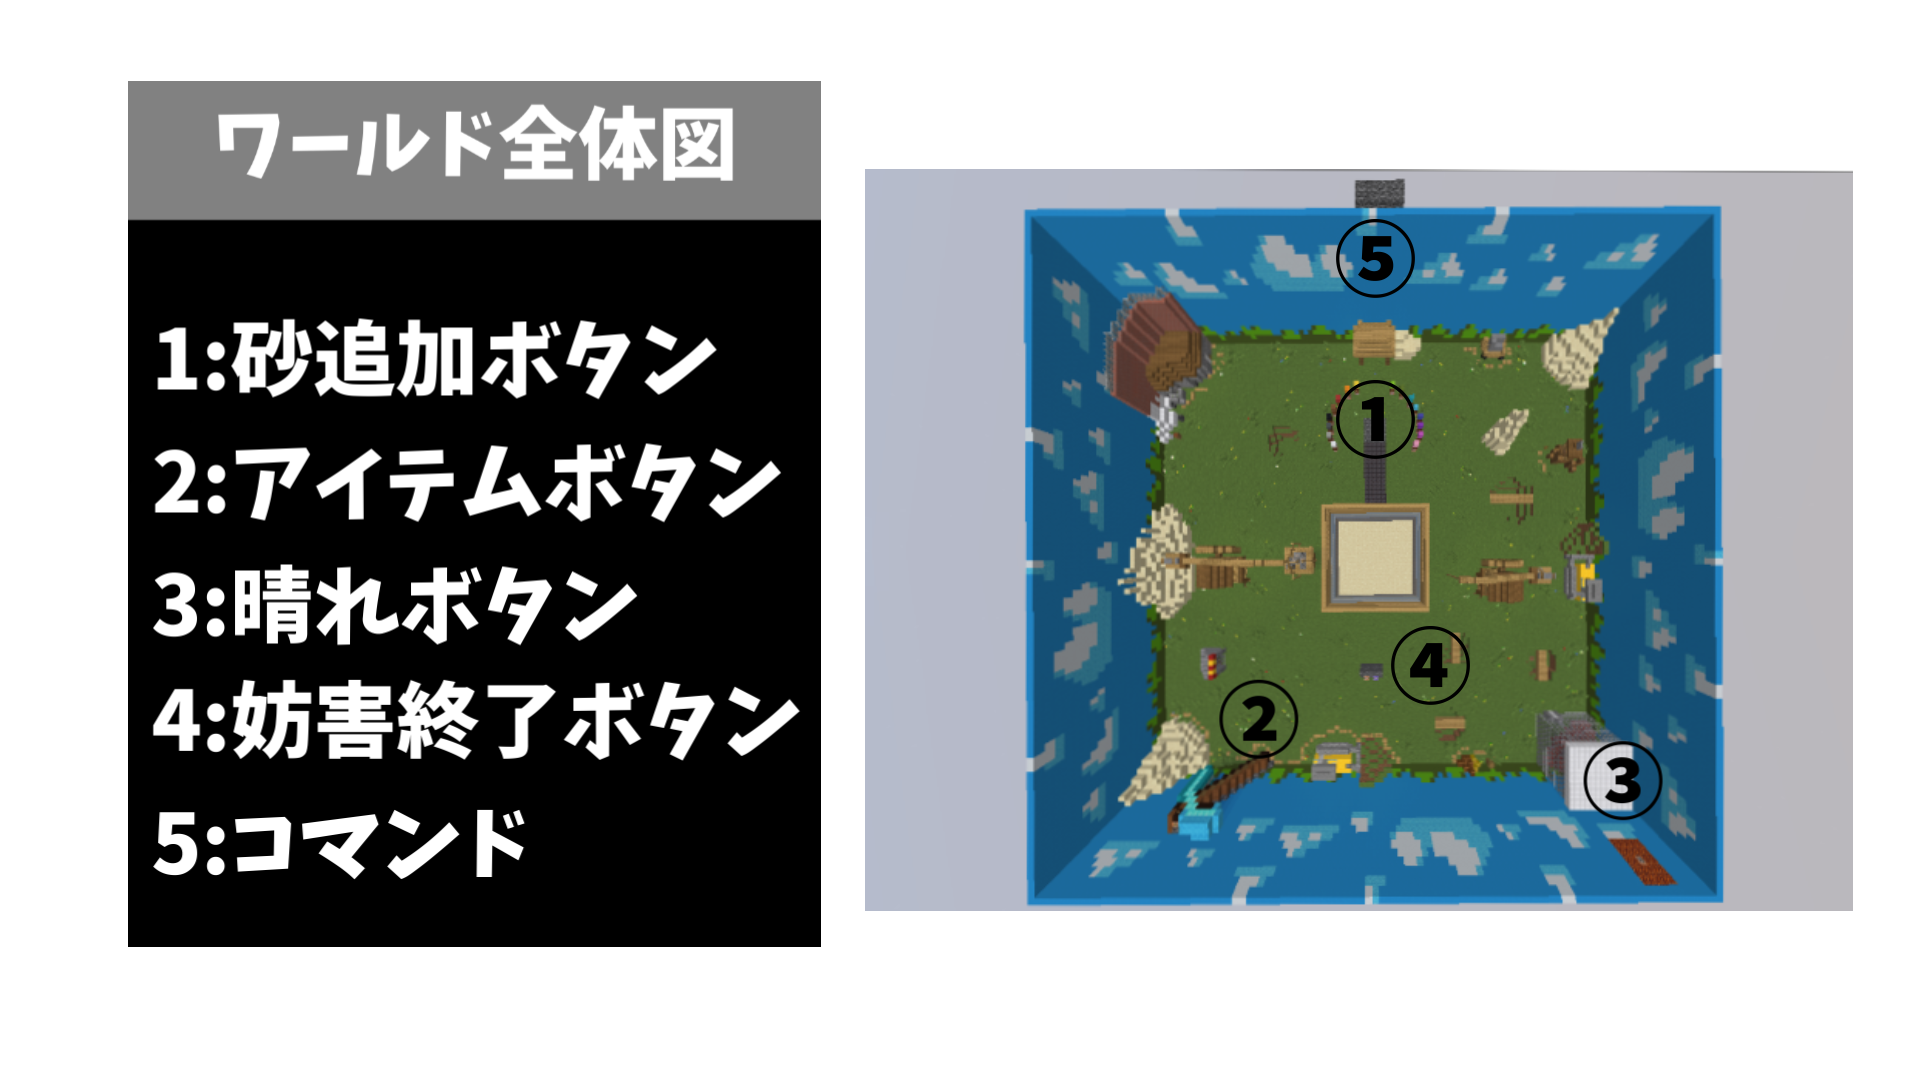 ワールド全体図
1:砂追加ボタン
2:アイテムボタン
3:晴れボタン
4:妨害終了ボタン
5:コマンド
⑤
①
④
②
③